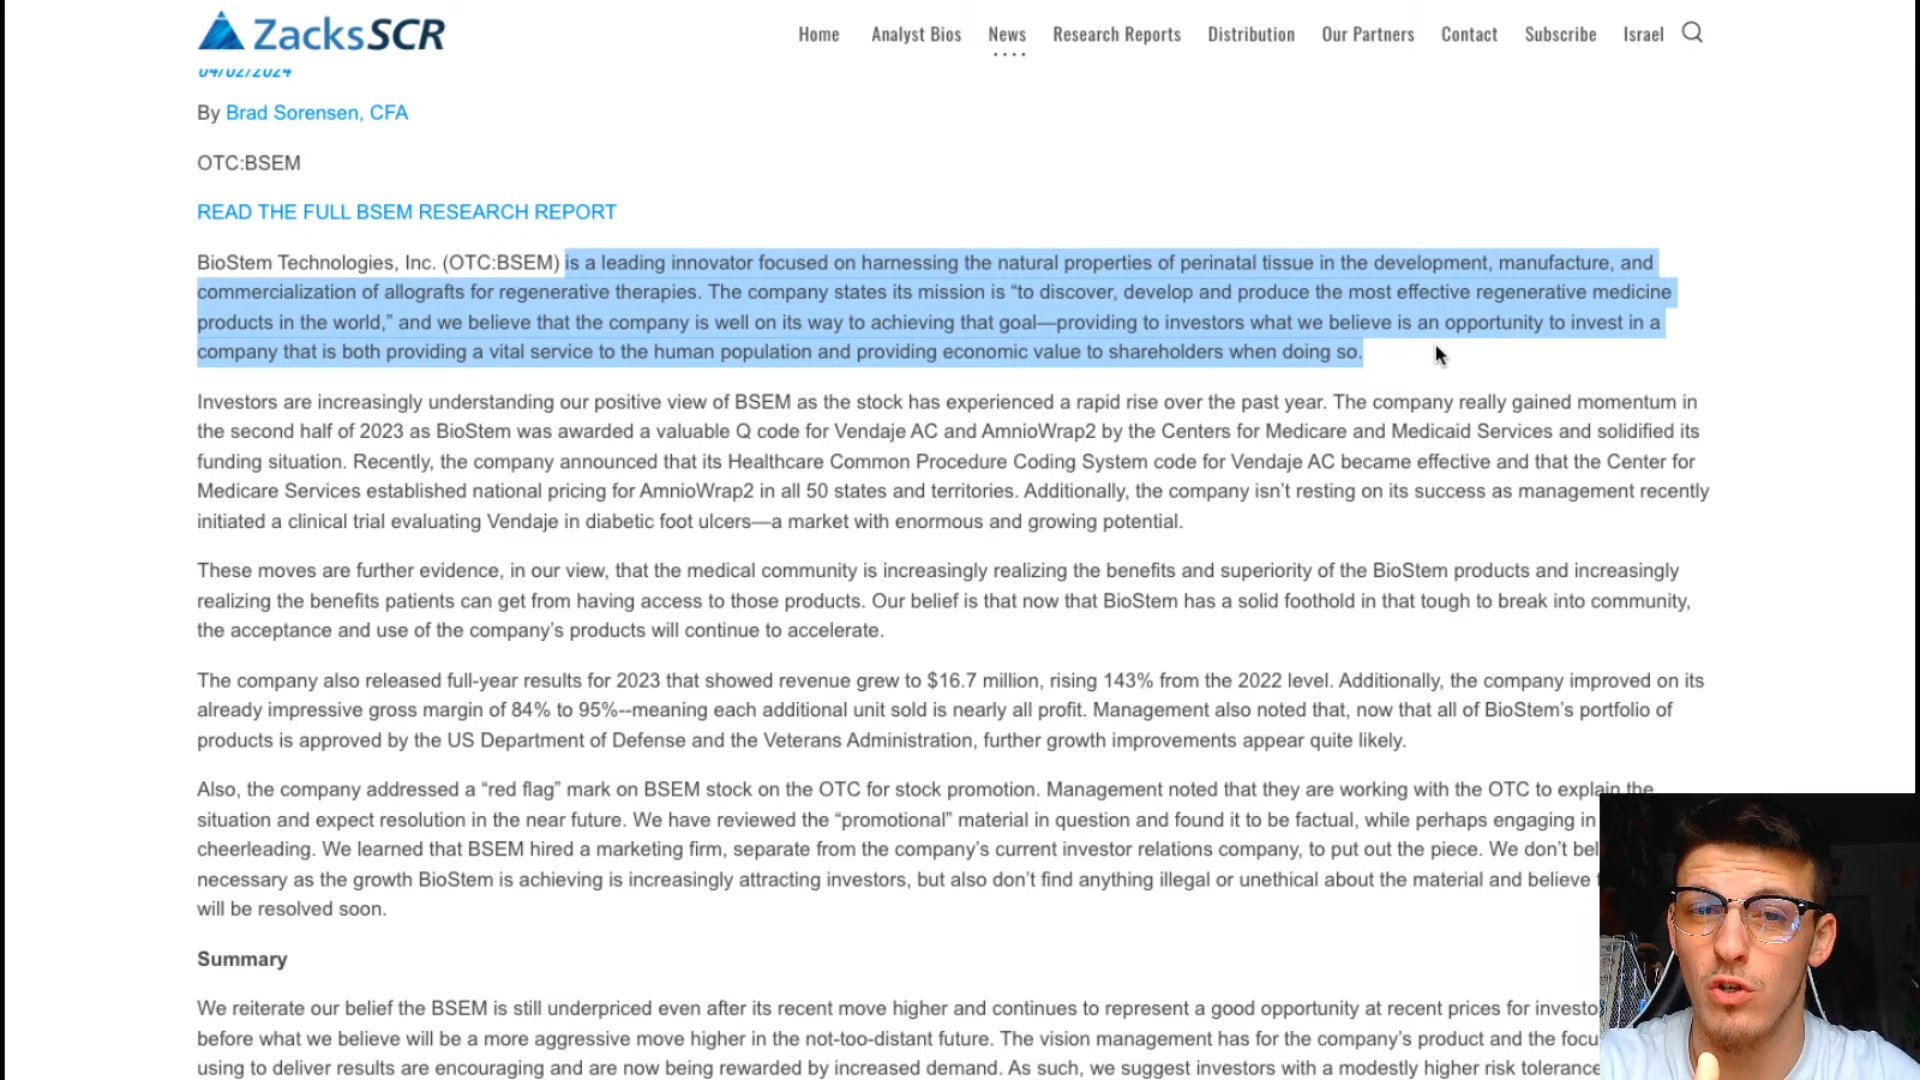 ZacksSCR
Home Analyst Bios News Research Reports Distribution Our Partners Contact Subscribe Israel
04/02/2024
By Brad Sorensen, CFA
OTC:BSEM
READ THE FULL BSEM RESEARCH REPORT
BioStem Technologies, Inc. (OTC:BSEM) is a leading innovator focused on harnessing the natural properties of perinatal tissue in the development, manufacture, and
commercialization of allografts for regenerative therapies. The company states its mission is “to discover, develop and produce the most effective regenerative medicine
products in the world,” and we believe that the company is well on its way to achieving that goal—providing to investors what we believe is an opportunity to invest in a
company that is both providing a vital service to the human population and providing economic value to shareholders when doing so.
Investors are increasingly understanding our positive view of BSEM as the stock has experienced a rapid rise over the past year. The company really gained momentum in
the second half of 2023 as BioStem was awarded a valuable Q code for Vendaje AC and AmnioWrap2 by the Centers for Medicare and Medicaid Services and solidified its
funding situation. Recently, the company announced that its Healthcare Common Procedure Coding System code for Vendaje AC became effective and that the Center for
Medicare Services established national pricing for AmnioWrap2 in all 50 states and territories. Additionally, the company isn’t resting on its success as management recently
initiated a clinical trial evaluating Vendaje in diabetic foot ulcers—a market with enormous and growing potential.
These moves are further evidence, in our view, that the medical community is increasingly realizing the benefits and superiority of the BioStem products and increasingly
realizing the benefits patients can get from having access to those products. Our belief is that now that BioStem has a solid foothold in that tough to break into community,
the acceptance and use of the company’s products will continue to accelerate.
The company also released full-year results for 2023 that showed revenue grew to $16.7 million, rising 143% from the 2022 level. Additionally, the company improved on its
already impressive gross margin of 84% to 95%--meaning each additional unit sold is nearly all profit. Management also noted that, now that all of BioStem’s portfolio of
products is approved by the US Department of Defense and the Veterans Administration, further growth improvements appear quite likely.
Also, the company addressed a “red flag” mark on BSEM stock on the OTC for stock promotion. Management noted that they are working with the OTC to explain the
situation and expect resolution in the near future. We have reviewed the “promotional” material in question and found it to be factual, while perhaps engaging in
cheerleading. We learned that BSEM hired a marketing firm, separate from the company’s current investor relations company, to put out the piece. We don’t
necessary as the growth BioStem is achieving is increasingly attracting investors, but also don’t find anything illegal or unethical about the material and believe
will be resolved soon.
Summary
We reiterate our belief the BSEM is still underpriced even after its recent move higher and continues to represent a good opportunity at recent prices for
before what we believe will be a more aggressive move higher in the not-too-distant future. The vision management has for the company’s product and the
using to deliver results are encouraging and are now being rewarded by increased demand. As such, we suggest investors with a modestly higher risk tolerance